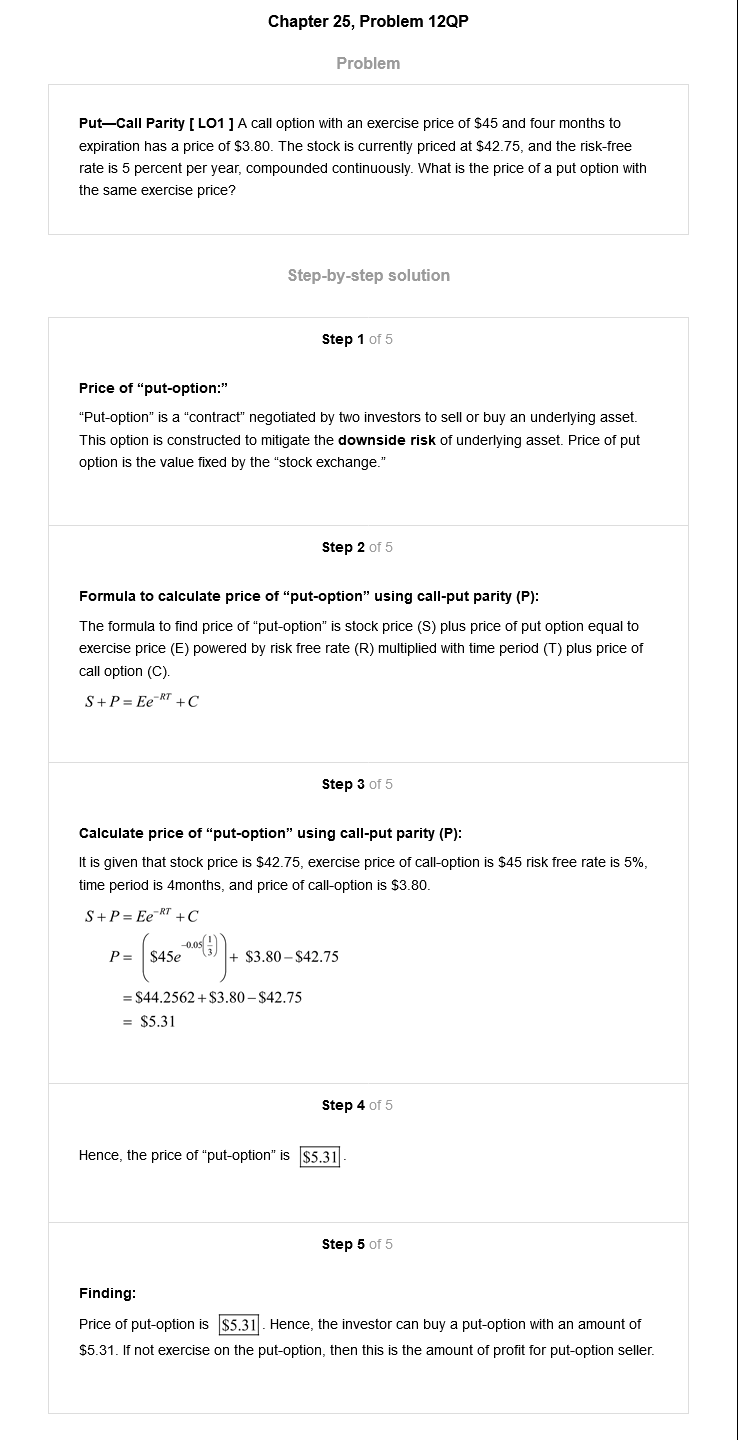 Chapter 25, Problem 12QP
Problem
Put—Call Parity [ LO1 ] A call option with an exercise price of $45 and four months to
expiration has a price of $3.80. The stock is currently priced at $42.75, and the risk-free
rate is 5 percent per year, compounded continuously. What is the price of a put option with
the same exercise price?
Step-by-step solution
Step 1 of 5
Price of “put-option:”
“Put-option” is a “contract” negotiated by two investors to sell or buy an underlying asset.
This option is constructed to mitigate the downside risk of underlying asset. Price of put
option is the value fixed by the “stock exchange.”
Step 2 of 5
Formula to calculate price of “put-option” using call-put parity (P):
The formula to find price of “put-option” is stock price (S) plus price of put option equal to
exercise price (E) powered by risk free rate (R) multiplied with time period (T) plus price of
call option (C).
S + P = Ee^{-RT} + C
Step 3 of 5
Calculate price of “put-option” using call-put parity (P):
It is given that stock price is $42.75, exercise price of call-option is $45 risk free rate is 5%,
time period is 4months, and price of call-option is $3.80.
S + P = Ee^{-RT} + C
P = ($45e^{-0.05(1/3)}) + $3.80 – $42.75
= $44.2562 + $3.80 – $42.75
= $5.31
Step 4 of 5
Hence, the price of “put-option” is $5.31 .
Step 5 of 5
Finding:
Price of put-option is $5.31 . Hence, the investor can buy a put-option with an amount of
$5.31. If not exercise on the put-option, then this is the amount of profit for put-option seller.